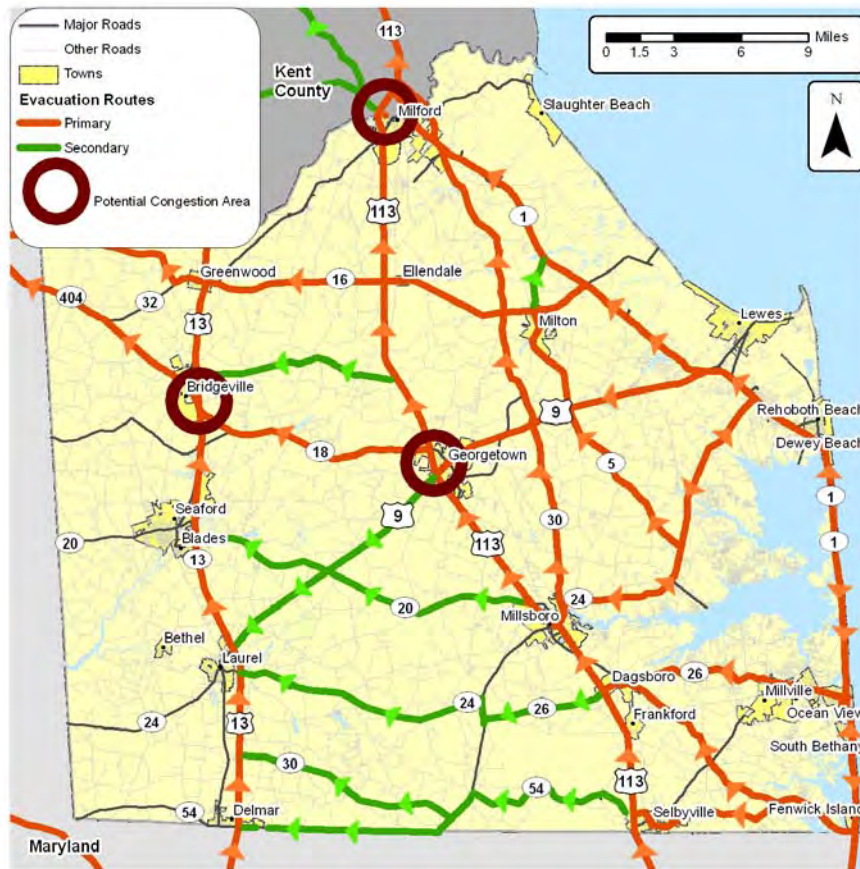 Major Roads
Other Roads
Towns
Evacuation Routes
Primary
Secondary
Potential Congestion Area
Miles
0 1.5 3 6 9
N
113
Kent
County
Slaughter Beach
Milford
113
1
404
32
Greenwood
16
Ellendale
13
Milton
Lewes
Bridgeville
9
Rehoboth Beach
Dewey Beach
18
Georgetown
5
1
Seaford
9
30
113
20
Blades
13
1
20
24
Millsboro
Bethel
Laurel
Dagsboro
26
24
13
24
26
Millville
Ocean View
Frankford
South Bethany
30
113
54
54
Delmar
Selbyville
Fenwick Island
Maryland